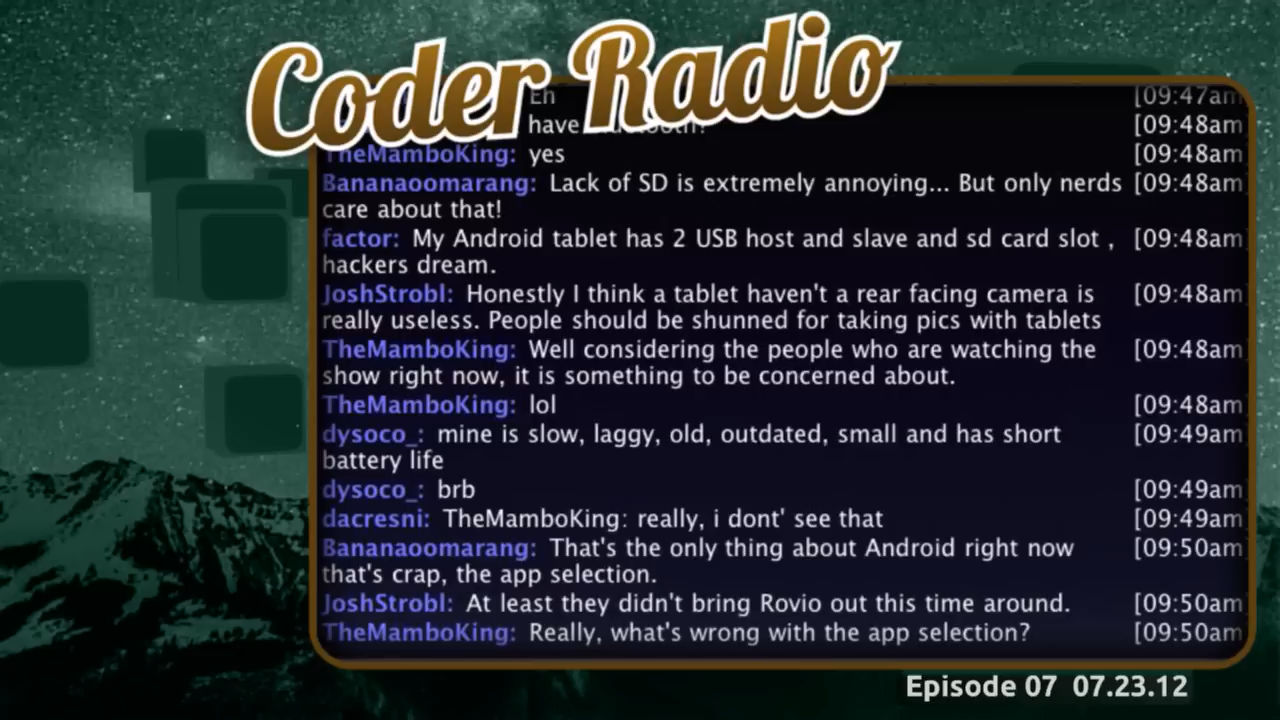 Coder Radio
Eh [09:47am
have [09:48am
TheMamboKing: yes [09:48am
Bananaoomarang: Lack of SD is extremely annoying... But only nerds [09:48am
care about that!
factor: My Android tablet has 2 USB host and slave and sd card slot , [09:48am
hackers dream.
JoshStrobl: Honestly I think a tablet haven't a rear facing camera is [09:48am
really useless. People should be shunned for taking pics with tablets
TheMamboKing: Well considering the people who are watching the [09:48am
show right now, it is something to be concerned about.
TheMamboKing: lol [09:48am
dysoco_: mine is slow, laggy, old, outdated, small and has short [09:49am
battery life
dysoco_: brb [09:49am
dacresni: TheMamboKing: really, i dont' see that [09:49am
Bananaoomarang: That's the only thing about Android right now [09:50am
that's crap, the app selection.
JoshStrobl: At least they didn't bring Rovio out this time around. [09:50am
TheMamboKing: Really, what's wrong with the app selection? [09:50am
Episode 07 07.23.12